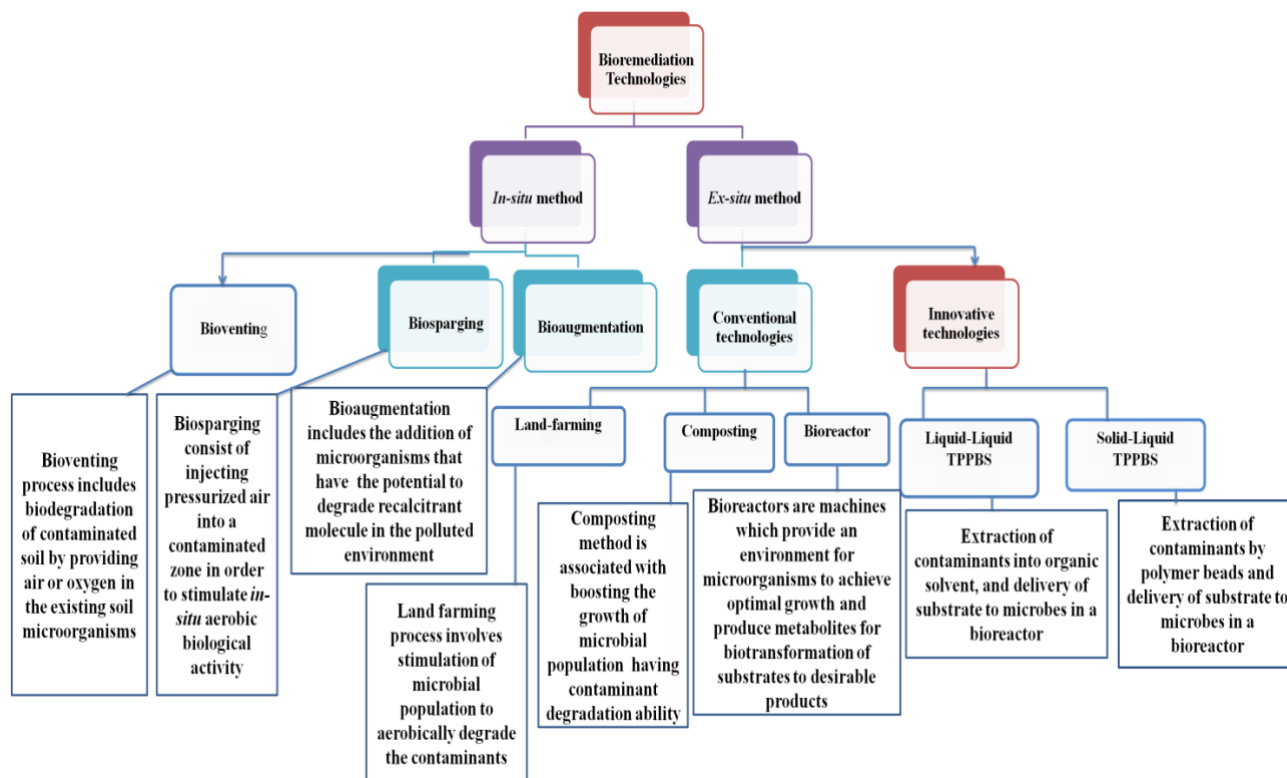 Bioremediation
Technologies
In-situ method
Ex-situ method
Bioventing
Biosparging
Bioaugmentation
Conventional
technologies
Innovative
technologies
Bioventing
process includes
biodegradation
of contaminated
soil by providing
air or oxygen in
the existing soil
microorganisms
Biosparging
consist of
injecting
pressurized air
into a
contaminated
zone in order
to stimulate in-
situ aerobic
biological
activity
Bioaugmentation
includes the addition of
microorganisms that
have the potential to
degrade recalcitrant
molecule in the polluted
environment
Land-farming
Composting
Bioreactor
Liquid-Liquid
TPPBS
Solid-Liquid
TPPBS
Land farming
process involves
stimulation of
microbial
population to
aerobically degrade
the contaminants
Composting
method is
associated with
boosting the
growth of
microbial
population having
contaminant
degradation ability
Bioreactors are machines
which provide an
environment for
microorganisms to achieve
optimal growth and
produce metabolites for
biotransformation of
substrates to desirable
products
Extraction of
contaminants into organic
solvent, and delivery of
substrate to microbes in a
bioreactor
Extraction of
contaminants by
polymer beads and
delivery of substrate to
microbes in a
bioreactor